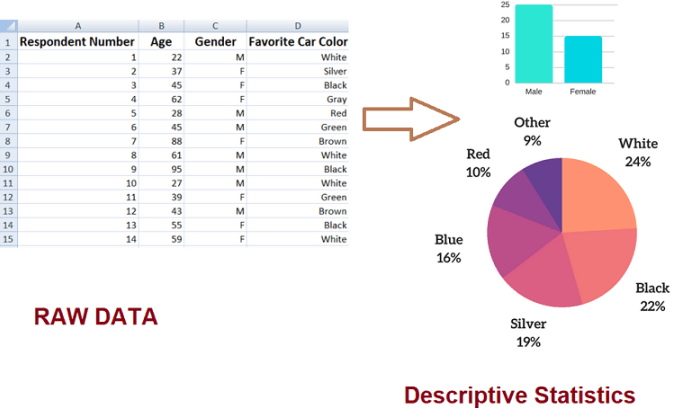 A B C D
1 Respondent Number Age Gender Favorite Car Color
2 1 22 M White
3 2 37 F Silver
4 3 45 F Black
5 4 62 F Gray
6 5 28 M Red
7 6 45 M Green
8 7 88 F Brown
9 8 61 M White
10 9 95 M Black
11 10 27 M White
12 11 39 F Green
13 12 43 M Brown
14 13 55 F Black
15 14 59 F White
RAW DATA
25
20
15
10
5
0
Male Female
Other
9%
White
24%
Red
10%
Blue
16%
Black
22%
Silver
19%
Descriptive Statistics